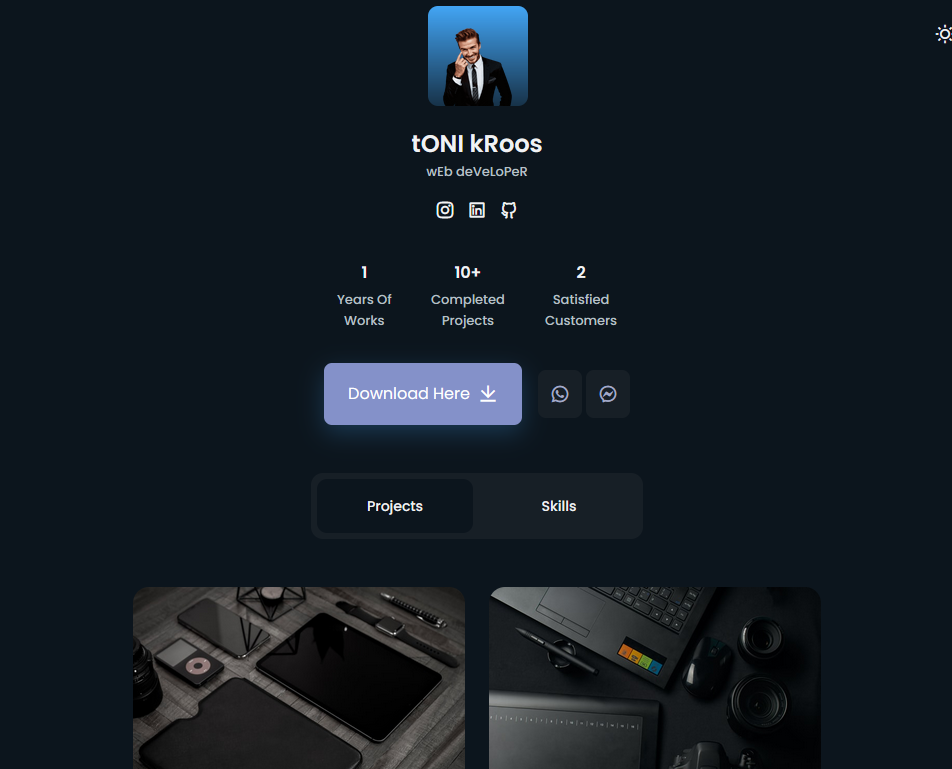 tONI kRoos
wEb deVeLoPeR
1
Years Of
Works
10+
Completed
Projects
2
Satisfied
Customers
Download Here
Projects
Skills